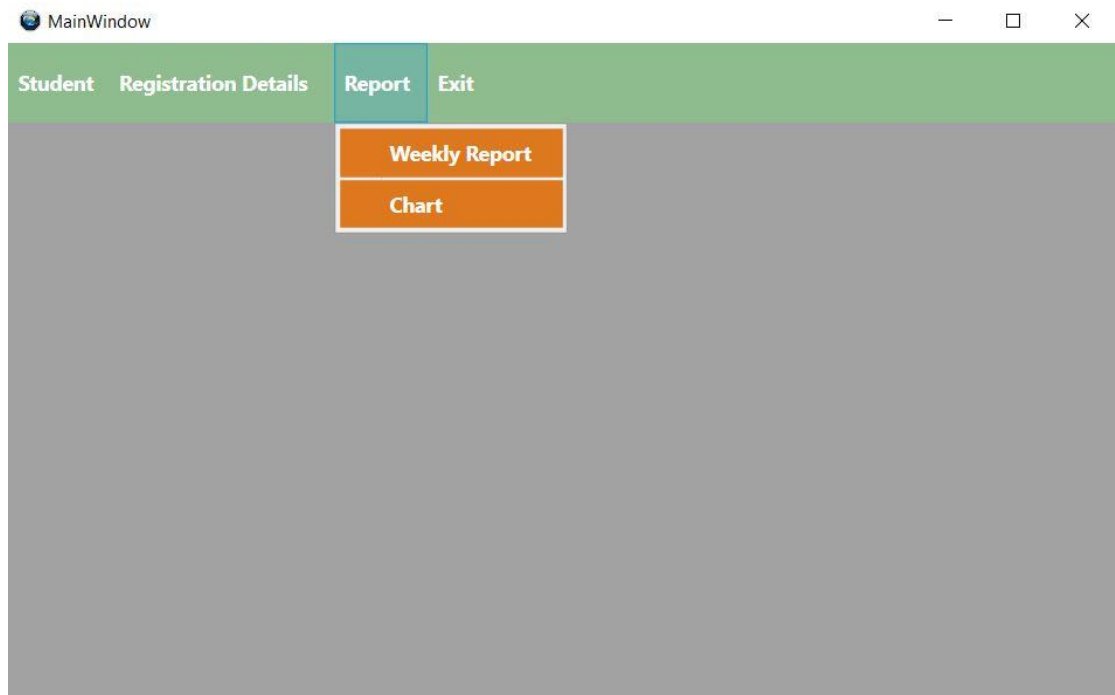 MainWindow
Student Registration Details Report Exit
Weekly Report
Chart